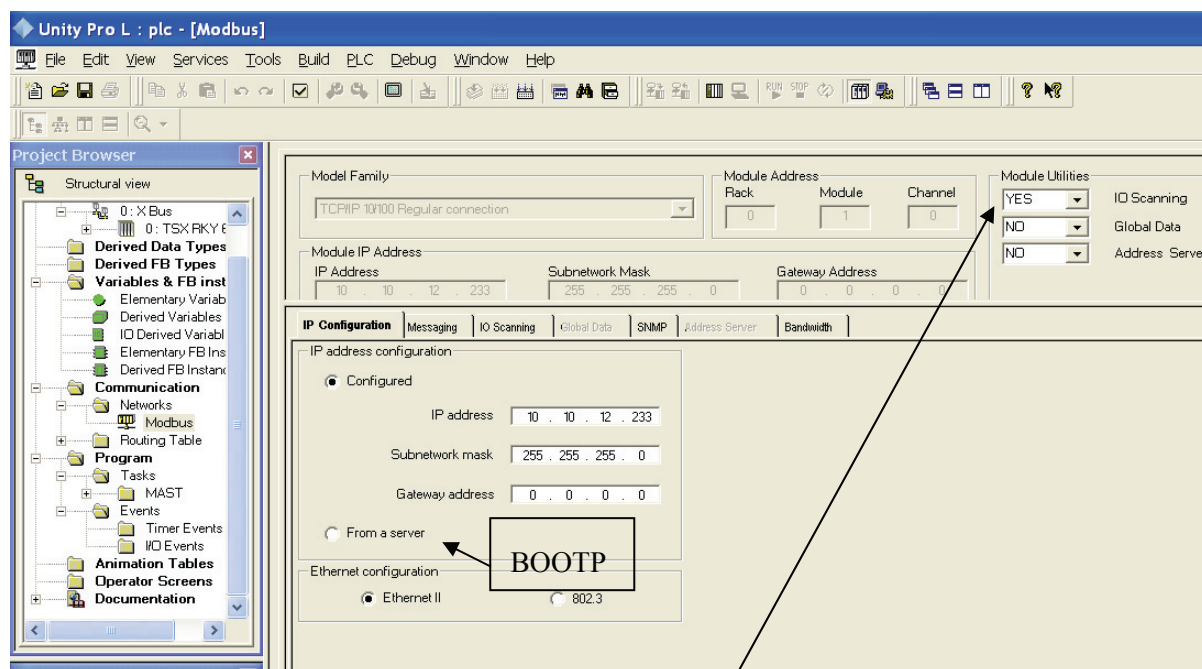 Unity Pro L : plc - [Modbus]
File Edit View Services Tools Build PLC Debug Window Help
RUN STOP
Project Browser
Structural view
0: X Bus
0 : TSX RKY
Derived Data Types
Derived FB Types
Variables & FB inst
Elementary Variab
Derived Variables
IO Derived Variabl
Elementary FB Ins
Derived FB Instanc
Communication
Networks
Modbus
Routing Table
Program
Tasks
MAST
Events
Timer Events
I/O Events
Animation Tables
Operator Screens
Documentation
Model Family
TCP/IP 10/100 Regular connection
Module Address
Rack Module Channel
0 1 0
Module Utilities
YES IO Scanning
NO Global Data
NO Address Serve
Module IP Address
IP Address Subnetwork Mask Gateway Address
10 . 10 . 12 . 233 255 . 255 . 255 . 0 0 . 0 . 0 . 0
IP Configuration Messaging IO Scanning Global Data SNMP Address Server Bandwidth
IP address configuration
Configured
IP address 10 . 10 . 12 . 233
Subnetwork mask 255 . 255 . 255 . 0
Gateway address 0 . 0 . 0 . 0
From a server
BOOTP
Ethernet configuration
Ethernet II 802.3